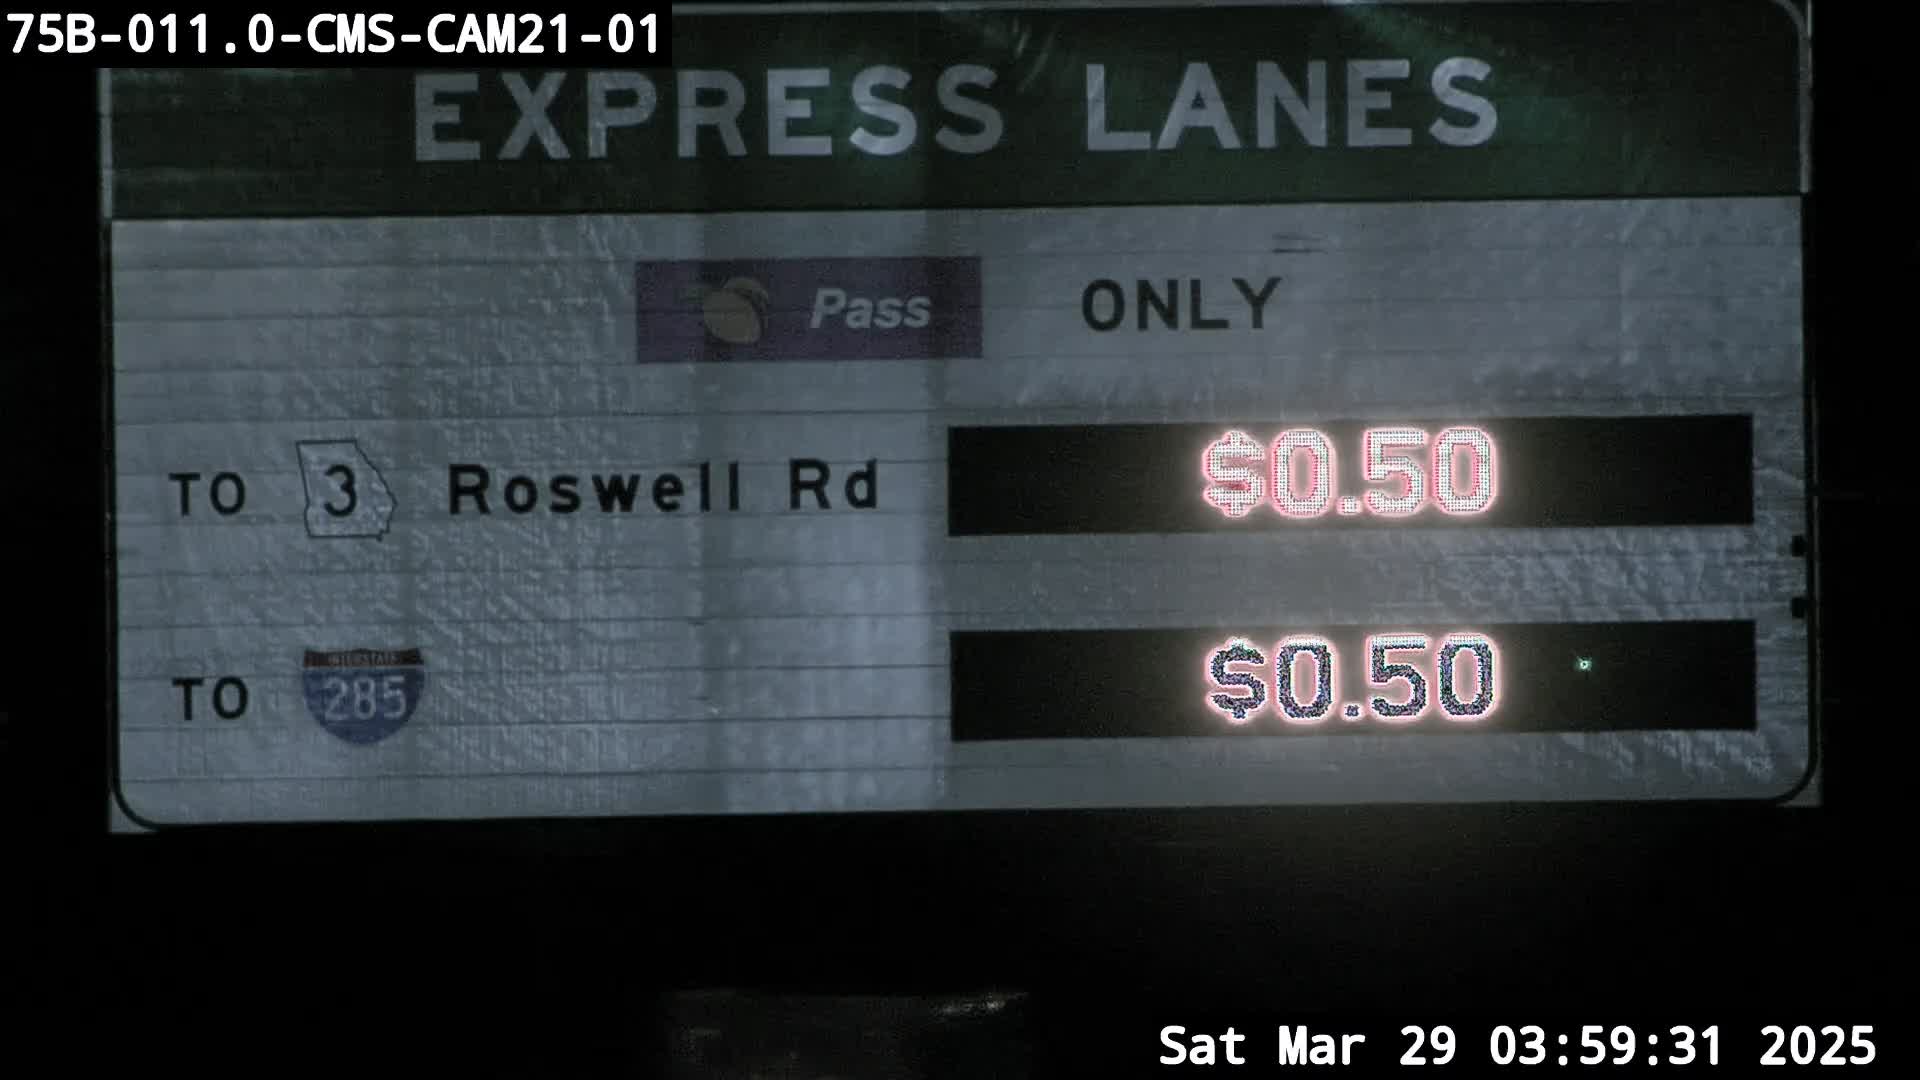 75B-011.0-CMS-CAM21-01
EXPRESS LANES
Pass ONLY
TO 3 Roswell Rd $0.50
INTERSTATE
TO 285 $0.50
Sat Mar 29 03:59:31 2025